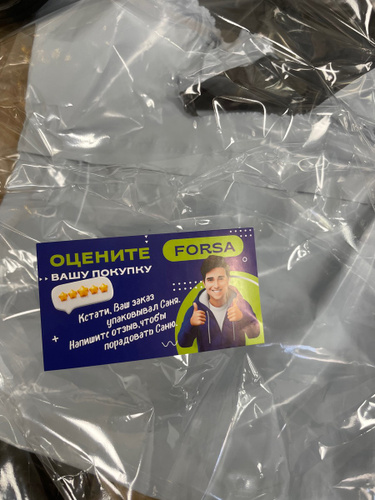 ОЦЕНИТЕ
ВАШУ ПОКУПКУ
FORSA
Кстати, Ваш заказ
упаковывал Саня.
Напишите отзыв, чтобы
порадовать Саню.